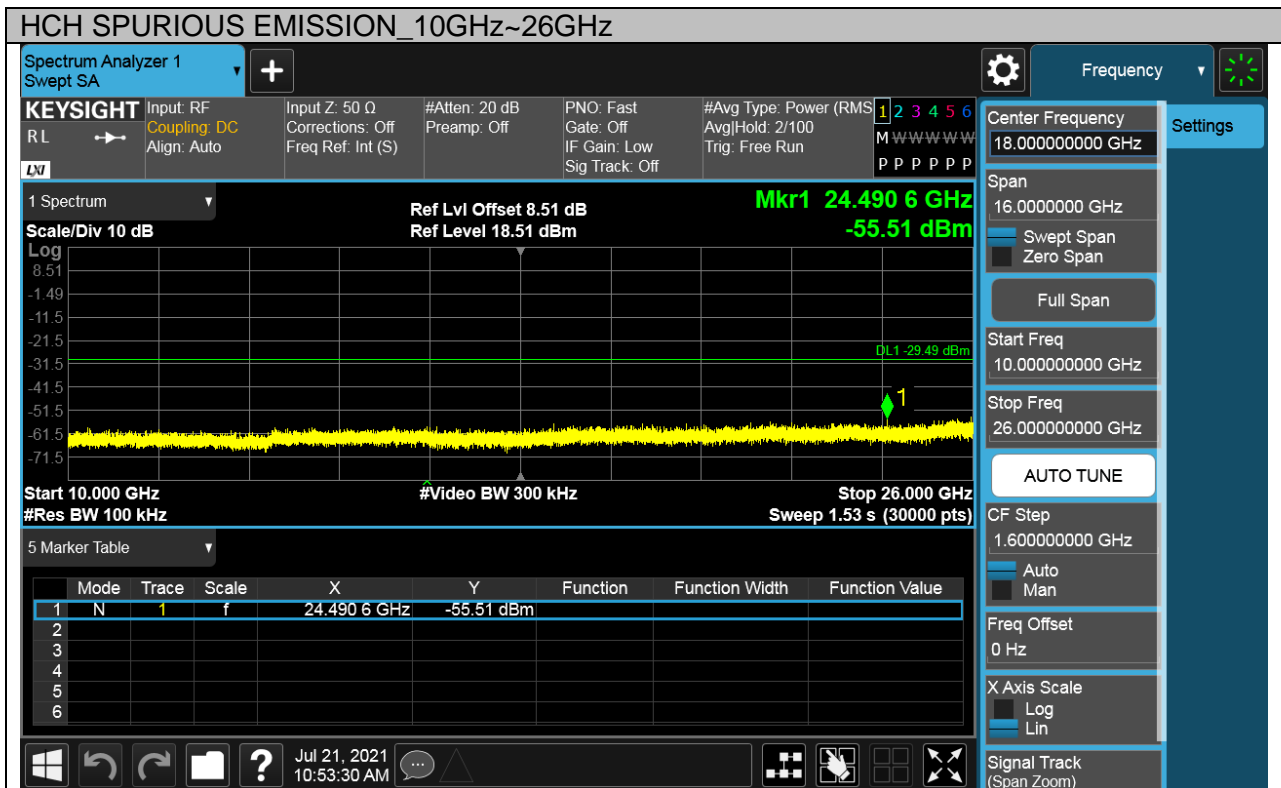 HCH SPURIOUS EMISSION_10GHz~26GHz
Spectrum Analyzer 1
Swept SA
+
Frequency
KEYSIGHT
RL
LXI
Input: RF
Coupling: DC
Align: Auto
Input Z: 50 Ω
Corrections: Off
Freq Ref: Int (S)
#Atten: 20 dB
Preamp: Off
PNO: Fast
Gate: Off
IF Gain: Low
Sig Track: Off
#Avg Type: Power (RMS
Avg|Hold: 2/100
Trig: Free Run
1 2 3 4 5 6
M W W W W W
P P P P P P
1 Spectrum
Scale/Div 10 dB
Ref Lvl Offset 8.51 dB
Ref Level 18.51 dBm
Mkr1 24.490 6 GHz
-55.51 dBm
Log
8.51
-1.49
-11.5
-21.5
-31.5
-41.5
-51.5
-61.5
-71.5
DL1 -29.49 dBm
1
Start 10.000 GHz
#Res BW 100 kHz
#Video BW 300 kHz
Stop 26.000 GHz
Sweep 1.53 s (30000 pts)
5 Marker Table
Mode Trace Scale X Y Function Function Width Function Value
1 N 1 f 24.490 6 GHz -55.51 dBm
2
3
4
5
6
?
Jul 21, 2021
10:53:30 AM
Center Frequency
18.000000000 GHz
Settings
Span
16.0000000 GHz
Swept Span
Zero Span
Full Span
Start Freq
10.000000000 GHz
Stop Freq
26.000000000 GHz
AUTO TUNE
CF Step
1.600000000 GHz
Auto
Man
Freq Offset
0 Hz
X Axis Scale
Log
Lin
Signal Track
(Span Zoom)